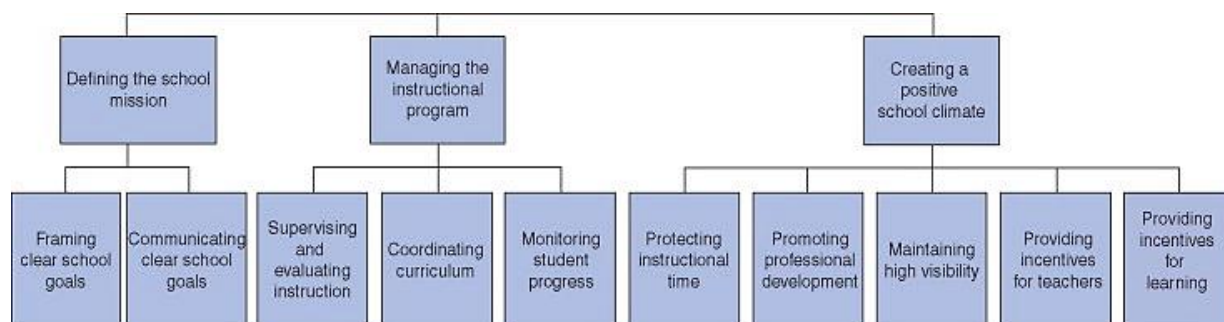 Defining the school
mission
Managing the
instructional
program
Creating a
positive
school climate
Framing
clear school
goals
Communicating
clear school
goals
Supervising
and
evaluating
instruction
Coordinating
curriculum
Monitoring
student
progress
Protecting
instructional
time
Promoting
professional
development
Maintaining
high visibility
Providing
incentives
for teachers
Providing
incentives
for
learning